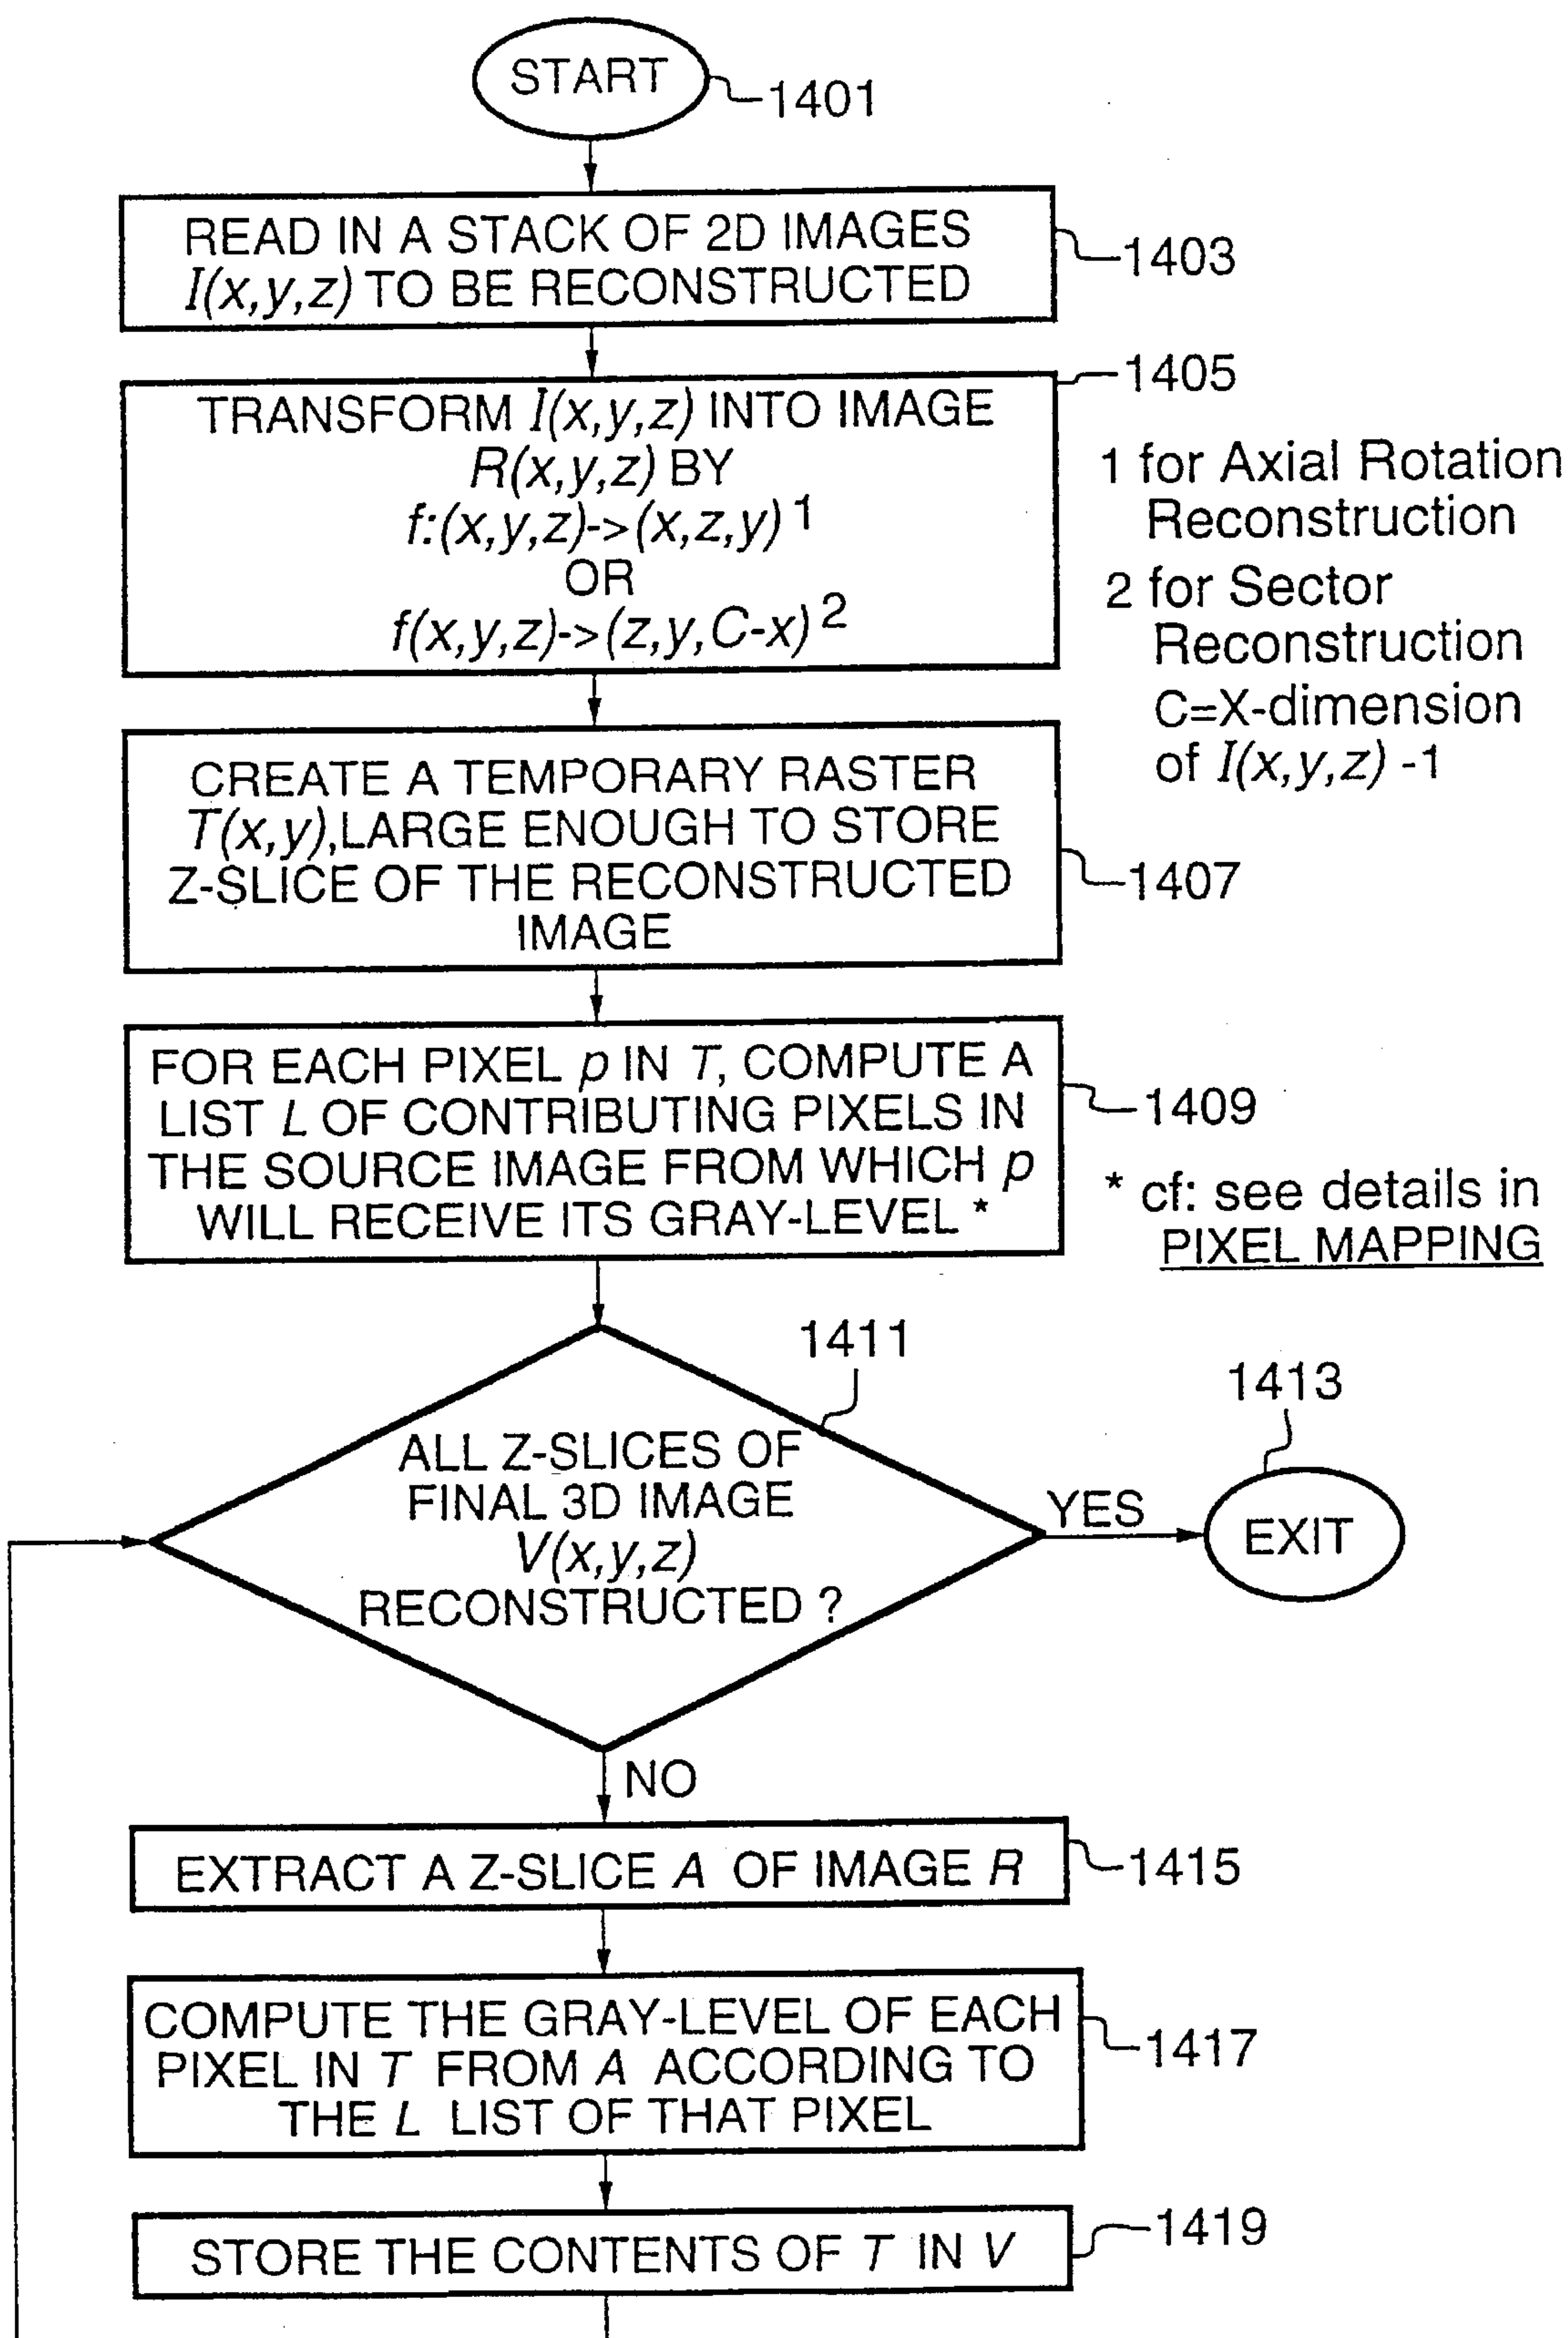 START
1401
READ IN A STACK OF 2D IMAGES
I(x,y,z) TO BE RECONSTRUCTED
1403
TRANSFORM I(x,y,z) INTO IMAGE
R(x,y,z) BY
f:(x,y,z)->(x,z,y) 1
OR
f(x,y,z)->(z,y,C-x) 2
1405
1 for Axial Rotation
Reconstruction
2 for Sector
Reconstruction
C=X-dimension
of I(x,y,z) -1
CREATE A TEMPORARY RASTER
T(x,y),LARGE ENOUGH TO STORE
Z-SLICE OF THE RECONSTRUCTED
IMAGE
1407
FOR EACH PIXEL p IN T, COMPUTE A
LIST L OF CONTRIBUTING PIXELS IN
THE SOURCE IMAGE FROM WHICH p
WILL RECEIVE ITS GRAY-LEVEL *
1409
* cf: see details in
PIXEL MAPPING
1411
ALL Z-SLICES OF
FINAL 3D IMAGE
V(x,y,z)
RECONSTRUCTED ?
YES
1413
EXIT
NO
EXTRACT A Z-SLICE A OF IMAGE R
1415
COMPUTE THE GRAY-LEVEL OF EACH
PIXEL IN T FROM A ACCORDING TO
THE L LIST OF THAT PIXEL
1417
STORE THE CONTENTS OF T IN V
1419